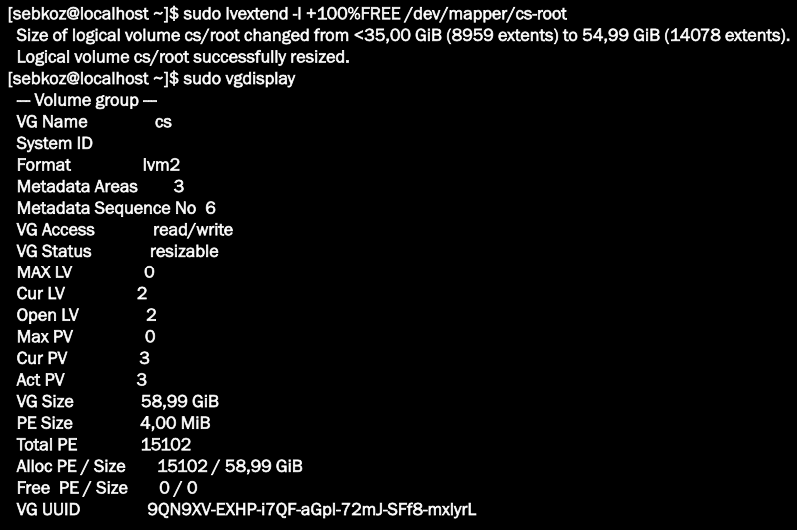 [sebkoz@localhost ~]$ sudo lvextend -l +100%FREE /dev/mapper/cs-root
Size of logical volume cs/root changed from <35,00 GiB (8959 extents) to 54,99 GiB (14078 extents).
Logical volume cs/root successfully resized.
[sebkoz@localhost ~]$ sudo vgdisplay
— Volume group —
VG Name cs
System ID
Format lvm2
Metadata Areas 3
Metadata Sequence No 6
VG Access read/write
VG Status resizable
MAX LV 0
Cur LV 2
Open LV 2
Max PV 0
Cur PV 3
Act PV 3
VG Size 58,99 GiB
PE Size 4,00 MiB
Total PE 15102
Alloc PE / Size 15102 / 58,99 GiB
Free PE / Size 0 / 0
VG UUID 9QN9XV-EXHP-i7QF-aGpI-72mJ-SFf8-mxlyrL